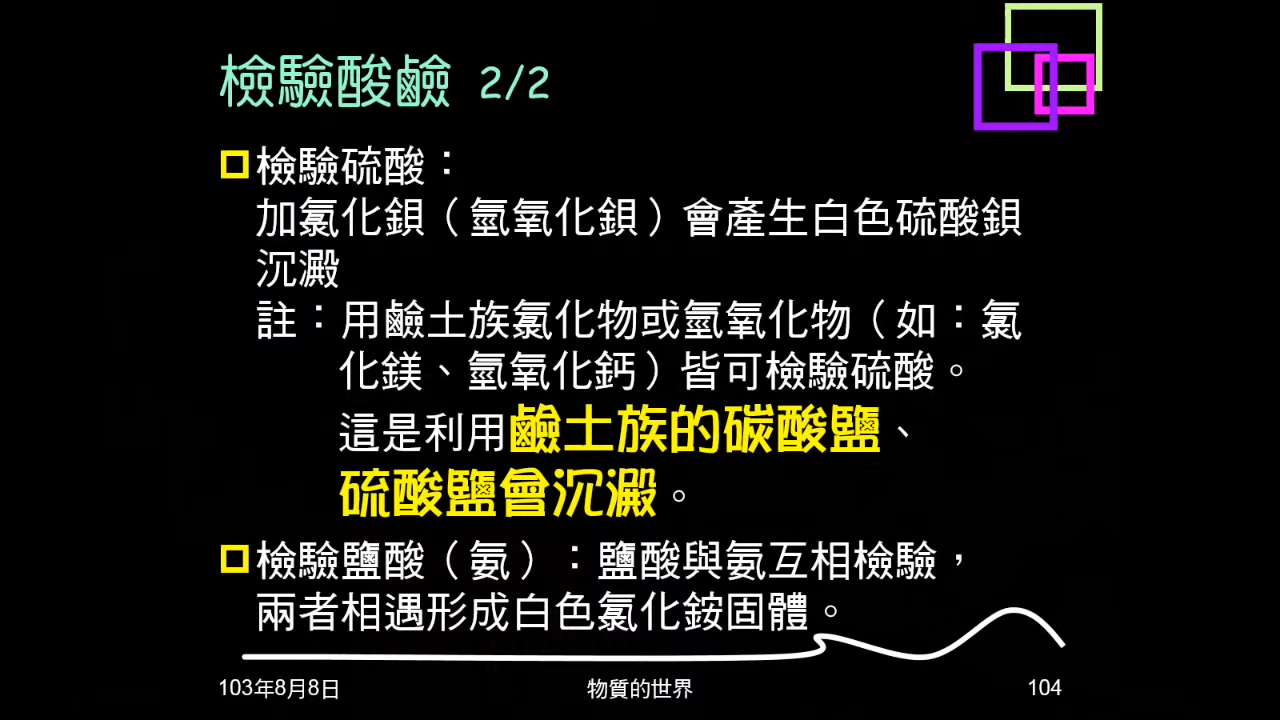 檢驗酸鹼 2/2
檢驗硫酸：
加氯化鋇（氫氧化鋇）會產生白色硫酸鋇
沉澱
註：用鹼土族氯化物或氫氧化物（如：氯
化鎂、氫氧化鈣）皆可檢驗硫酸。
這是利用鹼土族的碳酸鹽、
硫酸鹽會沉澱。
檢驗鹽酸（氨）：鹽酸與氨互相檢驗，
兩者相遇形成白色氯化銨固體。
103年8月8日 物質的世界 104